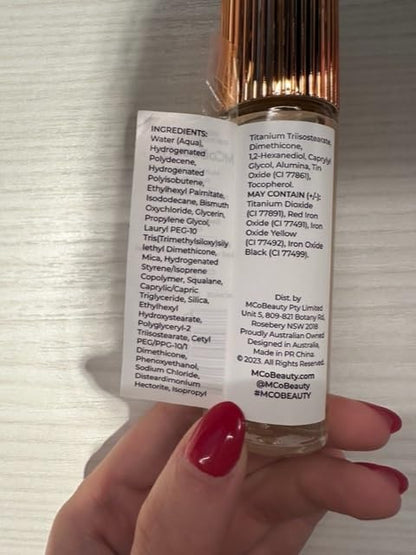 INGREDIENTS:
Water (Aqua),
Hydrogenated
Polydecene,
Hydrogenated
Polyisobutene,
Ethylhexyl Palmitate,
Isododecane, Bismuth
Oxychloride, Glycerin,
Propylene Glycol,
Lauryl PEG-10
Tris(Trimethylsiloxy)sily
lethyl Dimethicone,
Mica, Hydrogenated
Styrene/Isoprene
Copolymer, Squalane,
Caprylic/Capric
Triglyceride, Silica,
Ethylhexyl
Hydroxystearate,
Polyglyceryl-2
Triisostearate, Cetyl
PEG/PPG-10/1
Dimethicone,
Phenoxyethanol,
Sodium Chloride,
Disteardimonium
Hectorite, Isopropyl
Titanium Triisostearate,
Dimethicone,
1,2-Hexanediol, Caprylyl
Glycol, Alumina, Tin
Oxide (CI 77861),
Tocopherol.
MAY CONTAIN (+/-):
Titanium Dioxide
(CI 77891), Red Iron
Oxide (CI 77491), Iron
Oxide Yellow
(CI 77492), Iron Oxide
Black (CI 77499).
Dist. by
MCoBeauty Pty Limited
Unit 5, 809-821 Botany Rd,
Rosebery NSW 2018
Proudly Australian Owned
Designed in Australia,
Made in PR China
© 2023. All Rights Reserved.
MCoBeauty.com
@MCoBeauty
#MCOBEAUTY